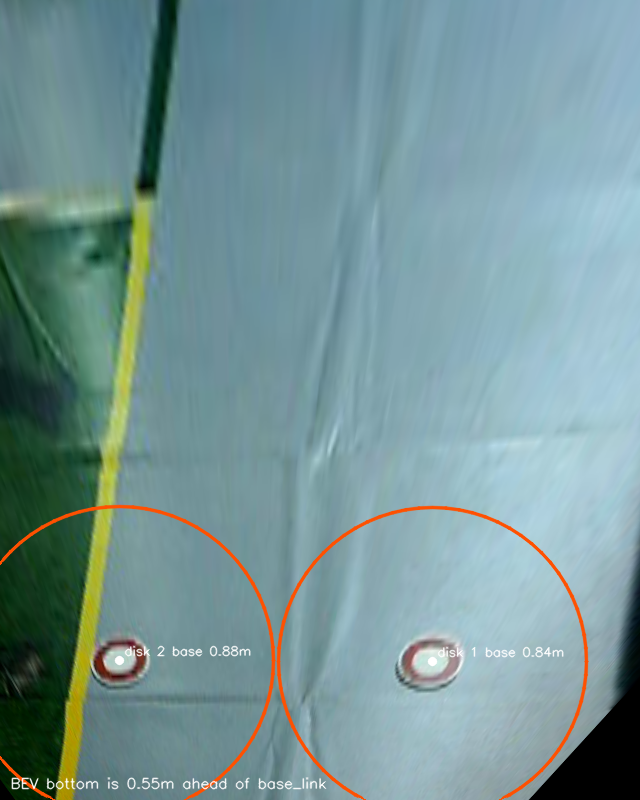 disk 2 base 0.88m
disk 1 base 0.84m
BEV bottom is 0.55m ahead of base_link